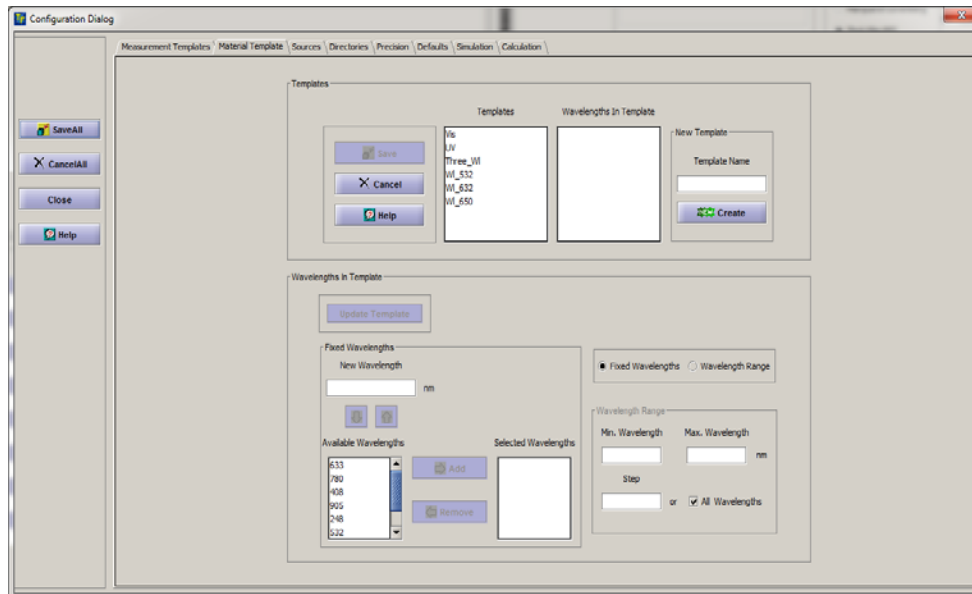 Configuration Dialog
Measurement Templates Material Template Sources Directories Precision Defaults Simulation Calculation
SaveAll
CancelAll
Close
Help
Templates
Templates
Wavelengths In Template
Save
Cancel
Help
Vis
UV
Three_Wl
Wl_532
Wl_632
Wl_650
New Template
Template Name
Create
Wavelengths In Template
Update Template
Fixed Wavelengths
New Wavelength
nm
Available Wavelengths
633
780
408
905
248
532
Add
Remove
Selected Wavelengths
Fixed Wavelengths Wavelength Range
Wavelength Range
Min. Wavelength Max. Wavelength
nm
Step
or All Wavelengths